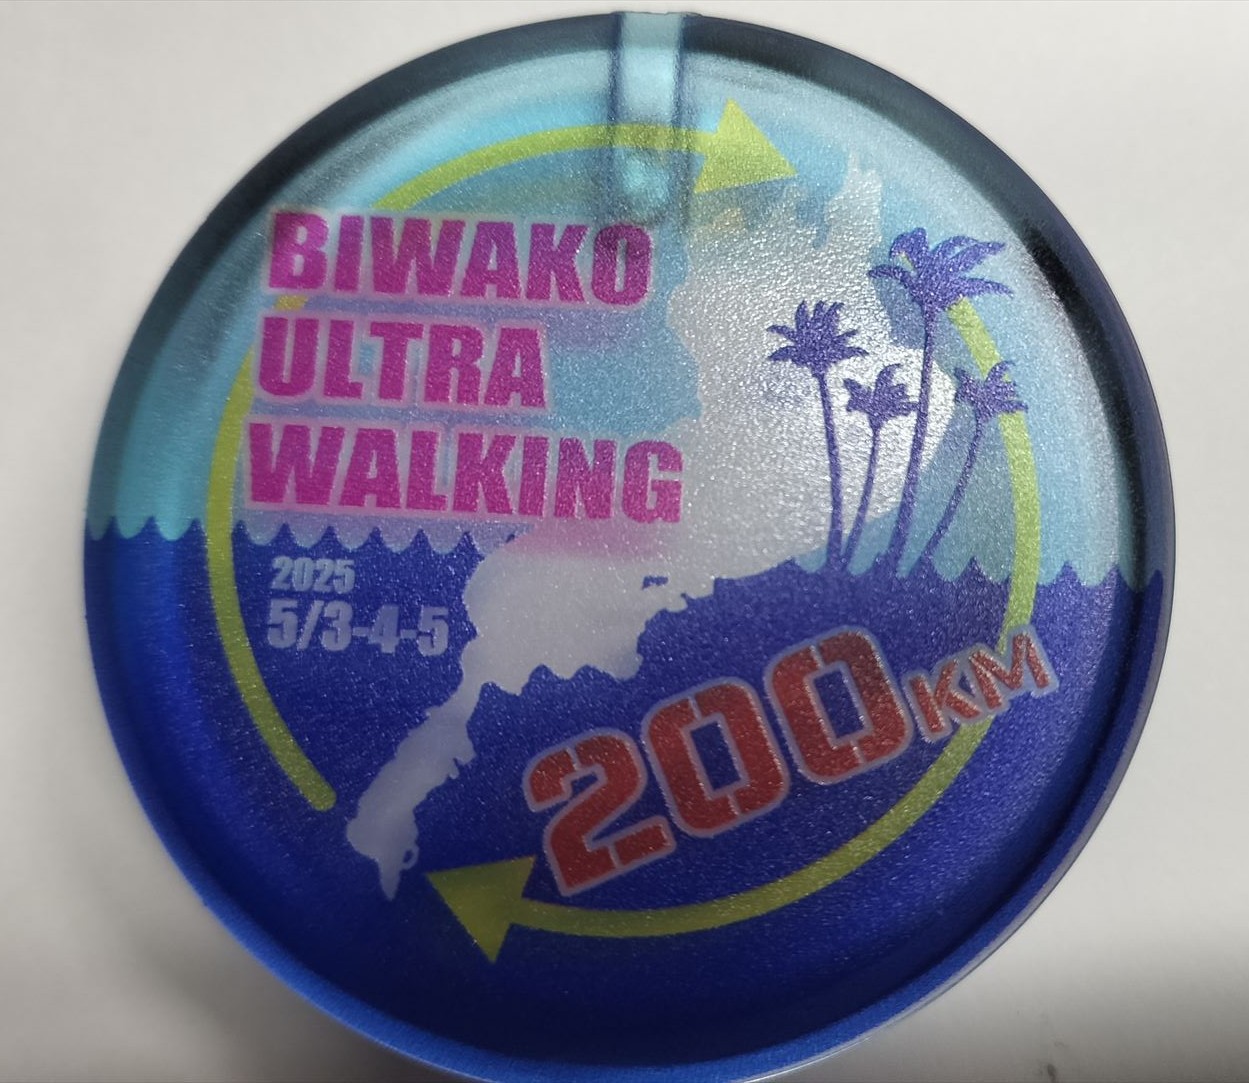 BIWAKO
ULTRA
WALKING
2025
5/3-4-5
200KM